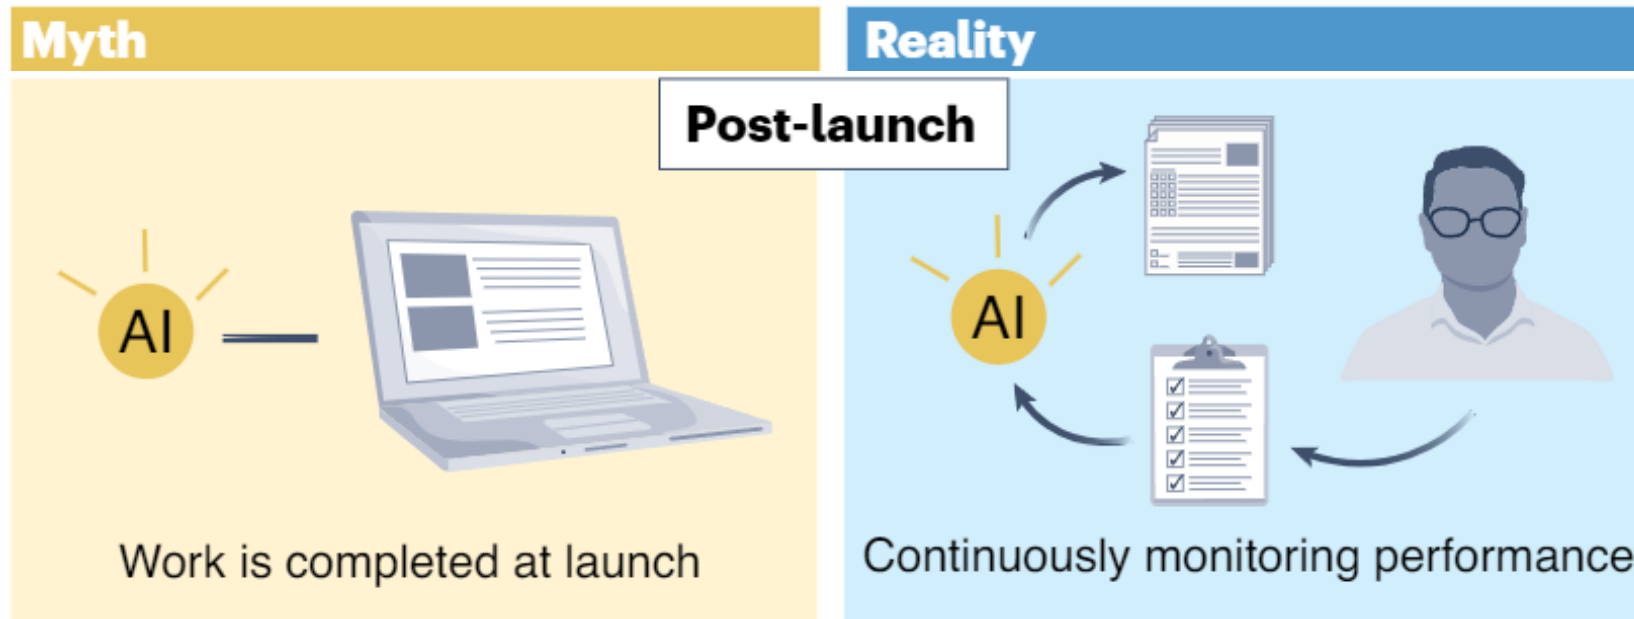 Myth
Reality
Post-launch
AI
AI
Work is completed at launch
Continuously monitoring performance